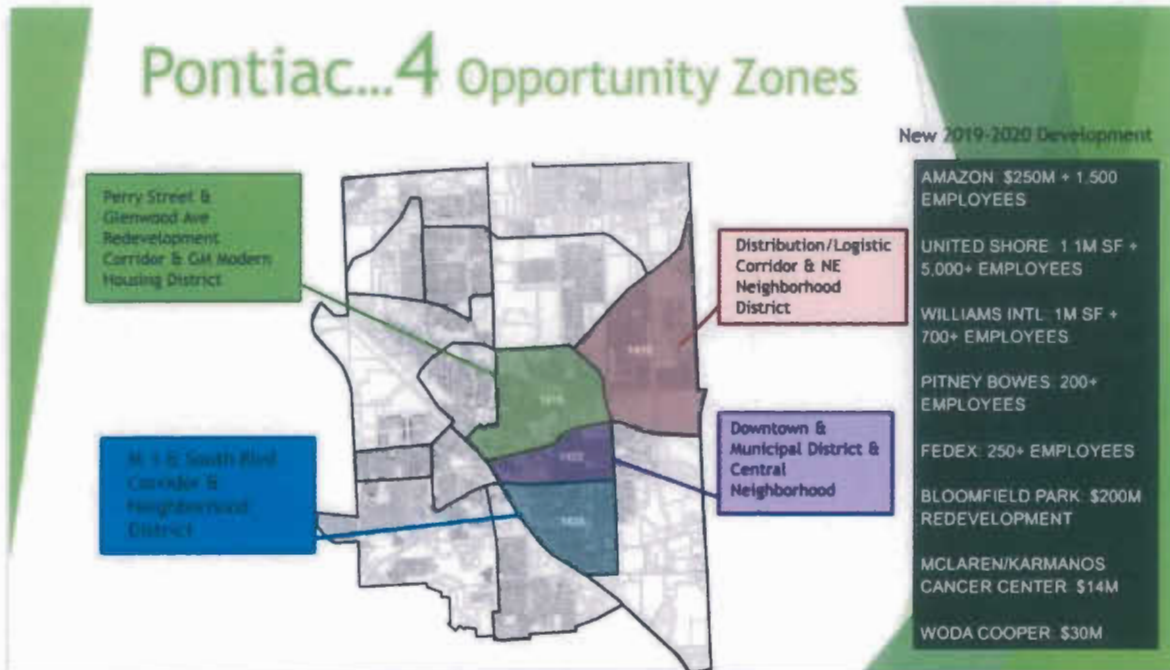 Pontiac...4 Opportunity Zones
New 2019-2020 Development
Perry Street &
Glenwood Ave
Redevelopment
Corridor & GM Modern
Housing District
Distribution/Logistic
Corridor & NE
Neighborhood
District
Downtown &
Municipal District &
Central
Neighborhood
M 1 & South Blvd
Corridor &
Neighborhood
District
1422
AMAZON $250M + 1,500
EMPLOYEES
UNITED SHORE 1 1M SF +
5,000+ EMPLOYEES
WILLIAMS INTL 1M SF +
700+ EMPLOYEES
PITNEY BOWES 200+
EMPLOYEES
FEDEX: 250+ EMPLOYEES
BLOOMFIELD PARK $200M
REDEVELOPMENT
MCLAREN/KARMANOS
CANCER CENTER $14M
WODA COOPER $30M